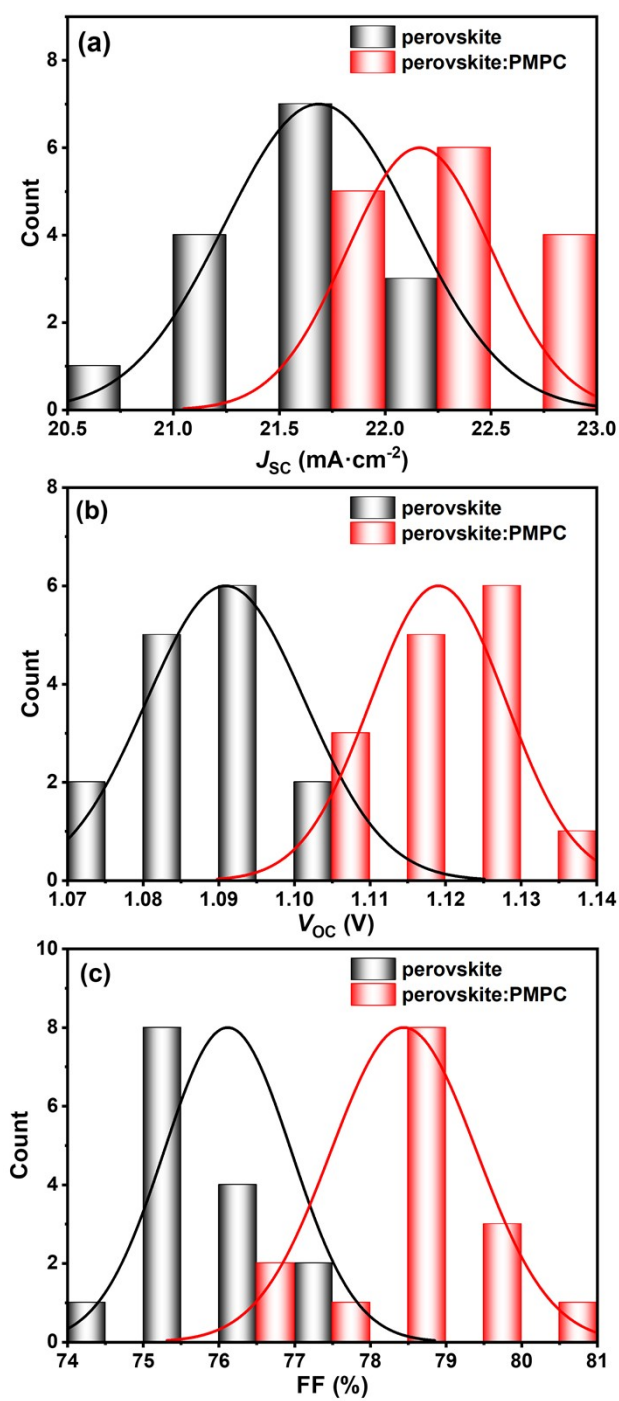 (a)
perovskite
perovskite:PMPC
Count
8
6
4
2
0
20.5 21.0 21.5 22.0 22.5 23.0
J_SC (mA·cm⁻²)
(b)
perovskite
perovskite:PMPC
Count
8
6
4
2
0
1.07 1.08 1.09 1.10 1.11 1.12 1.13 1.14
V_OC (V)
(c)
perovskite
perovskite:PMPC
Count
10
8
6
4
2
0
74 75 76 77 78 79 80 81
FF (%)